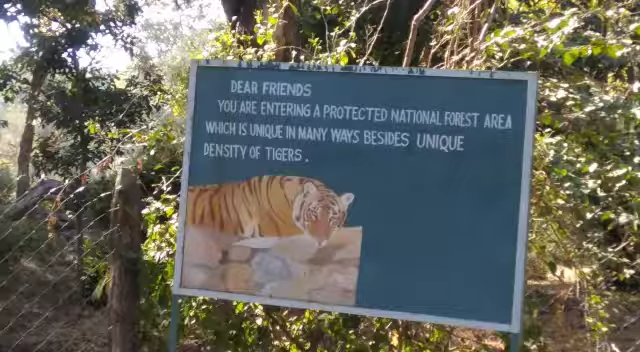 DEAR FRIENDS
YOU ARE ENTERING A PROTECTED NATIONAL FOREST AREA
WHICH IS UNIQUE IN MANY WAYS BESIDES UNIQUE
DENSITY OF TIGERS.